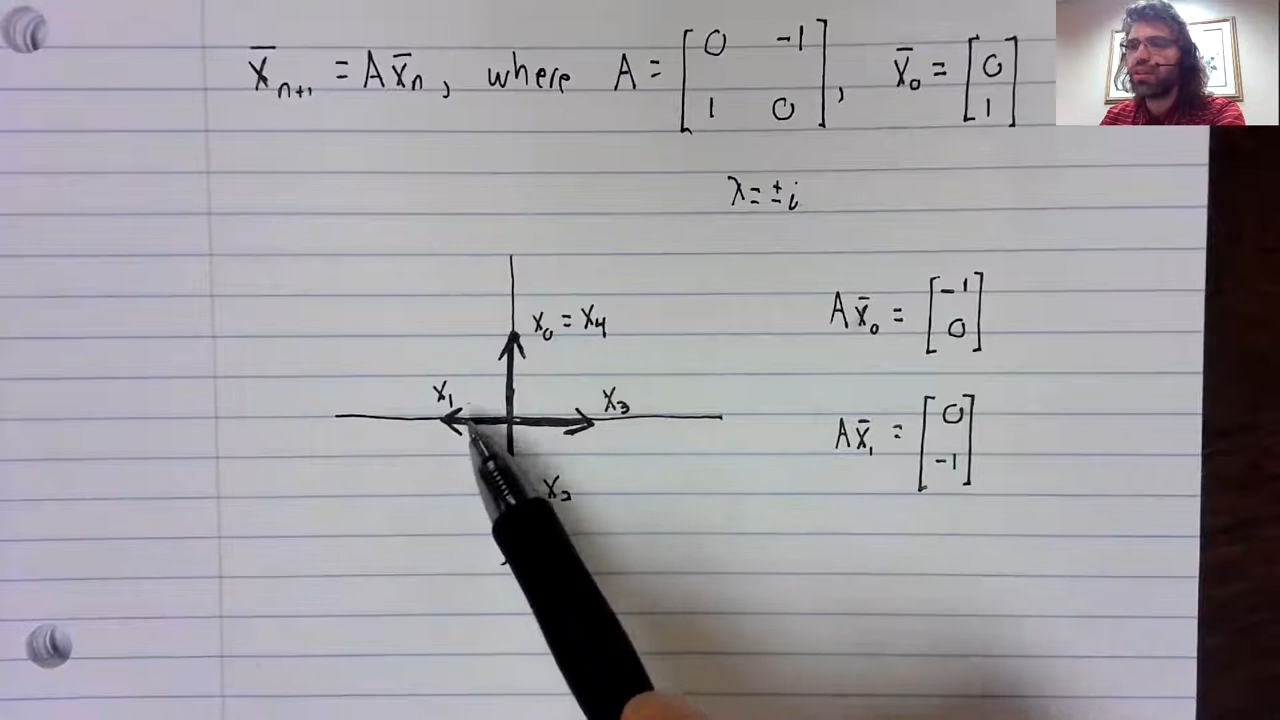 x̄ₙ₊₁ = Ax̄ₙ, where A = [0 -1; 1 0], x̄₀ = [0; 1]
λ = ±i
x₀ = x₄
Ax̄₀ = [-1; 0]
x₁
x₃
Ax̄₁ = [0; -1]
x₂